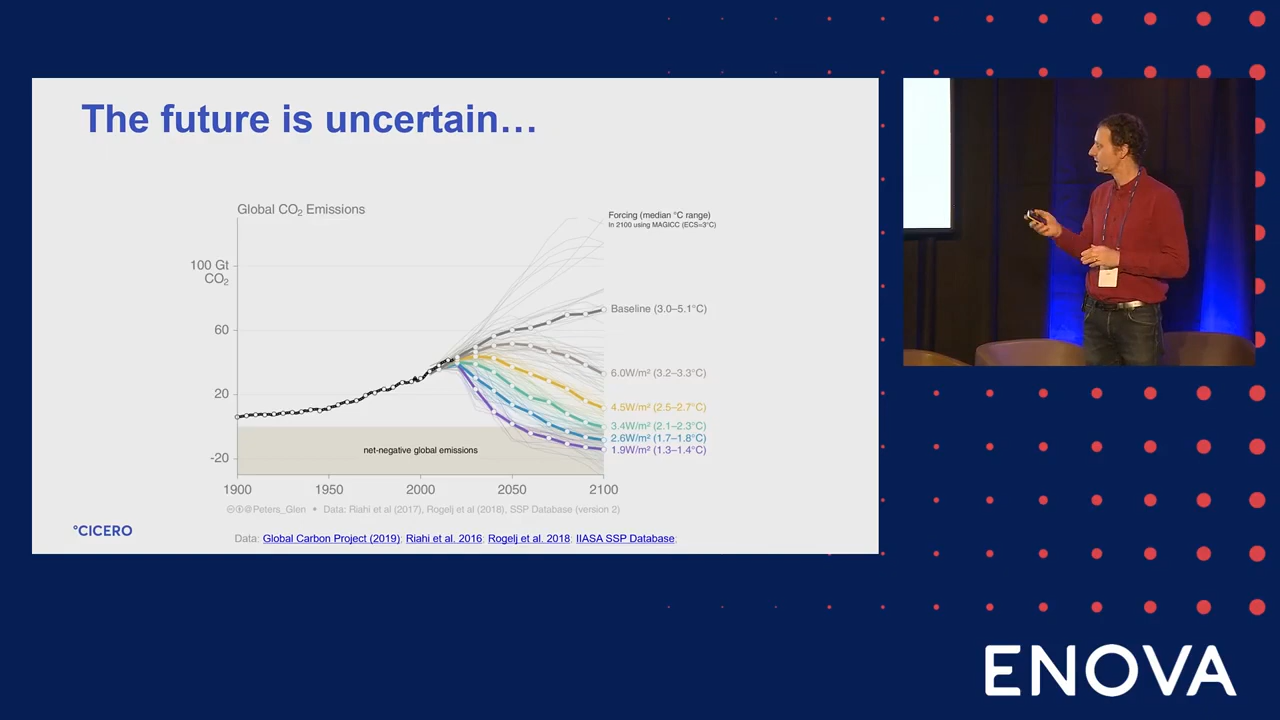 The future is uncertain…
Global CO₂ Emissions
Forcing (median °C range)
In 2100 using MAGICC (ECS=3°C)
100 Gt
CO₂
60
20
-20
Baseline (3.0–5.1°C)
6.0W/m² (3.2–3.3°C)
4.5W/m² (2.5–2.7°C)
3.4W/m² (2.1–2.3°C)
2.6W/m² (1.7–1.8°C)
1.9W/m² (1.3–1.4°C)
net-negative global emissions
1900 1950 2000 2050 2100
@Peters_Glen • Data: Riahi et al (2017), Rogelj et al (2018), SSP Database (version 2)
°CICERO
Data: Global Carbon Project (2019); Riahi et al. 2016; Rogelj et al. 2018; IIASA SSP Database;
ENOVA